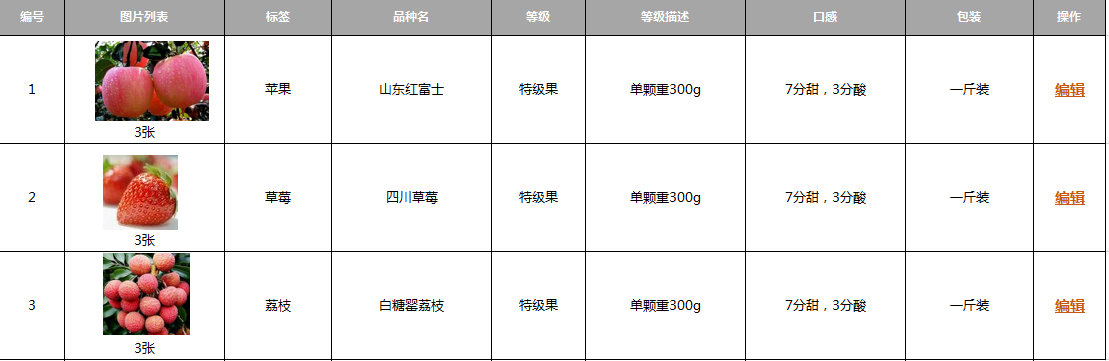 编号 图片列表 标签 品种名 等级 等级描述 口感 包装 操作
1 苹果 山东红富士 特级果 单颗重300g 7分甜，3分酸 一斤装 编辑
3张
2 草莓 四川草莓 特级果 单颗重300g 7分甜，3分酸 一斤装 编辑
3张
3 荔枝 白糖罂荔枝 特级果 单颗重300g 7分甜，3分酸 一斤装 编辑
3张